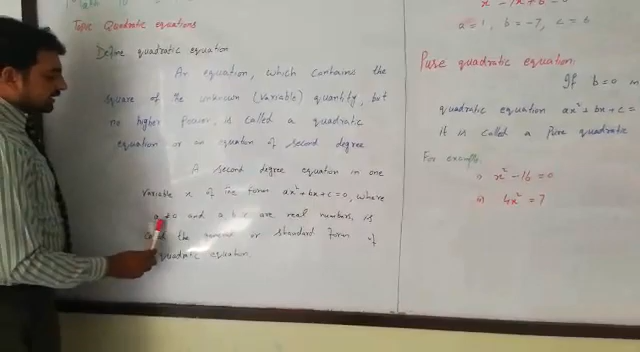 Topic Quadratic equations
Define quadratic equation
An equation, which contains the
square of the unknown (variable) quantity, but
no higher power, is called a quadratic
equation or an equation of second degree
A second degree equation in one
variable x of the form ax²+bx+c=0, where
a≠0 and a, b, c are real numbers, is
the or standard form of
quadratic equation.
a=1, b=-7, c=6
Pure quadratic equation:
If b=0
quadratic equation ax²+bx+c=
it is called a Pure quadratic
For example
x²-16=0
4x²=7